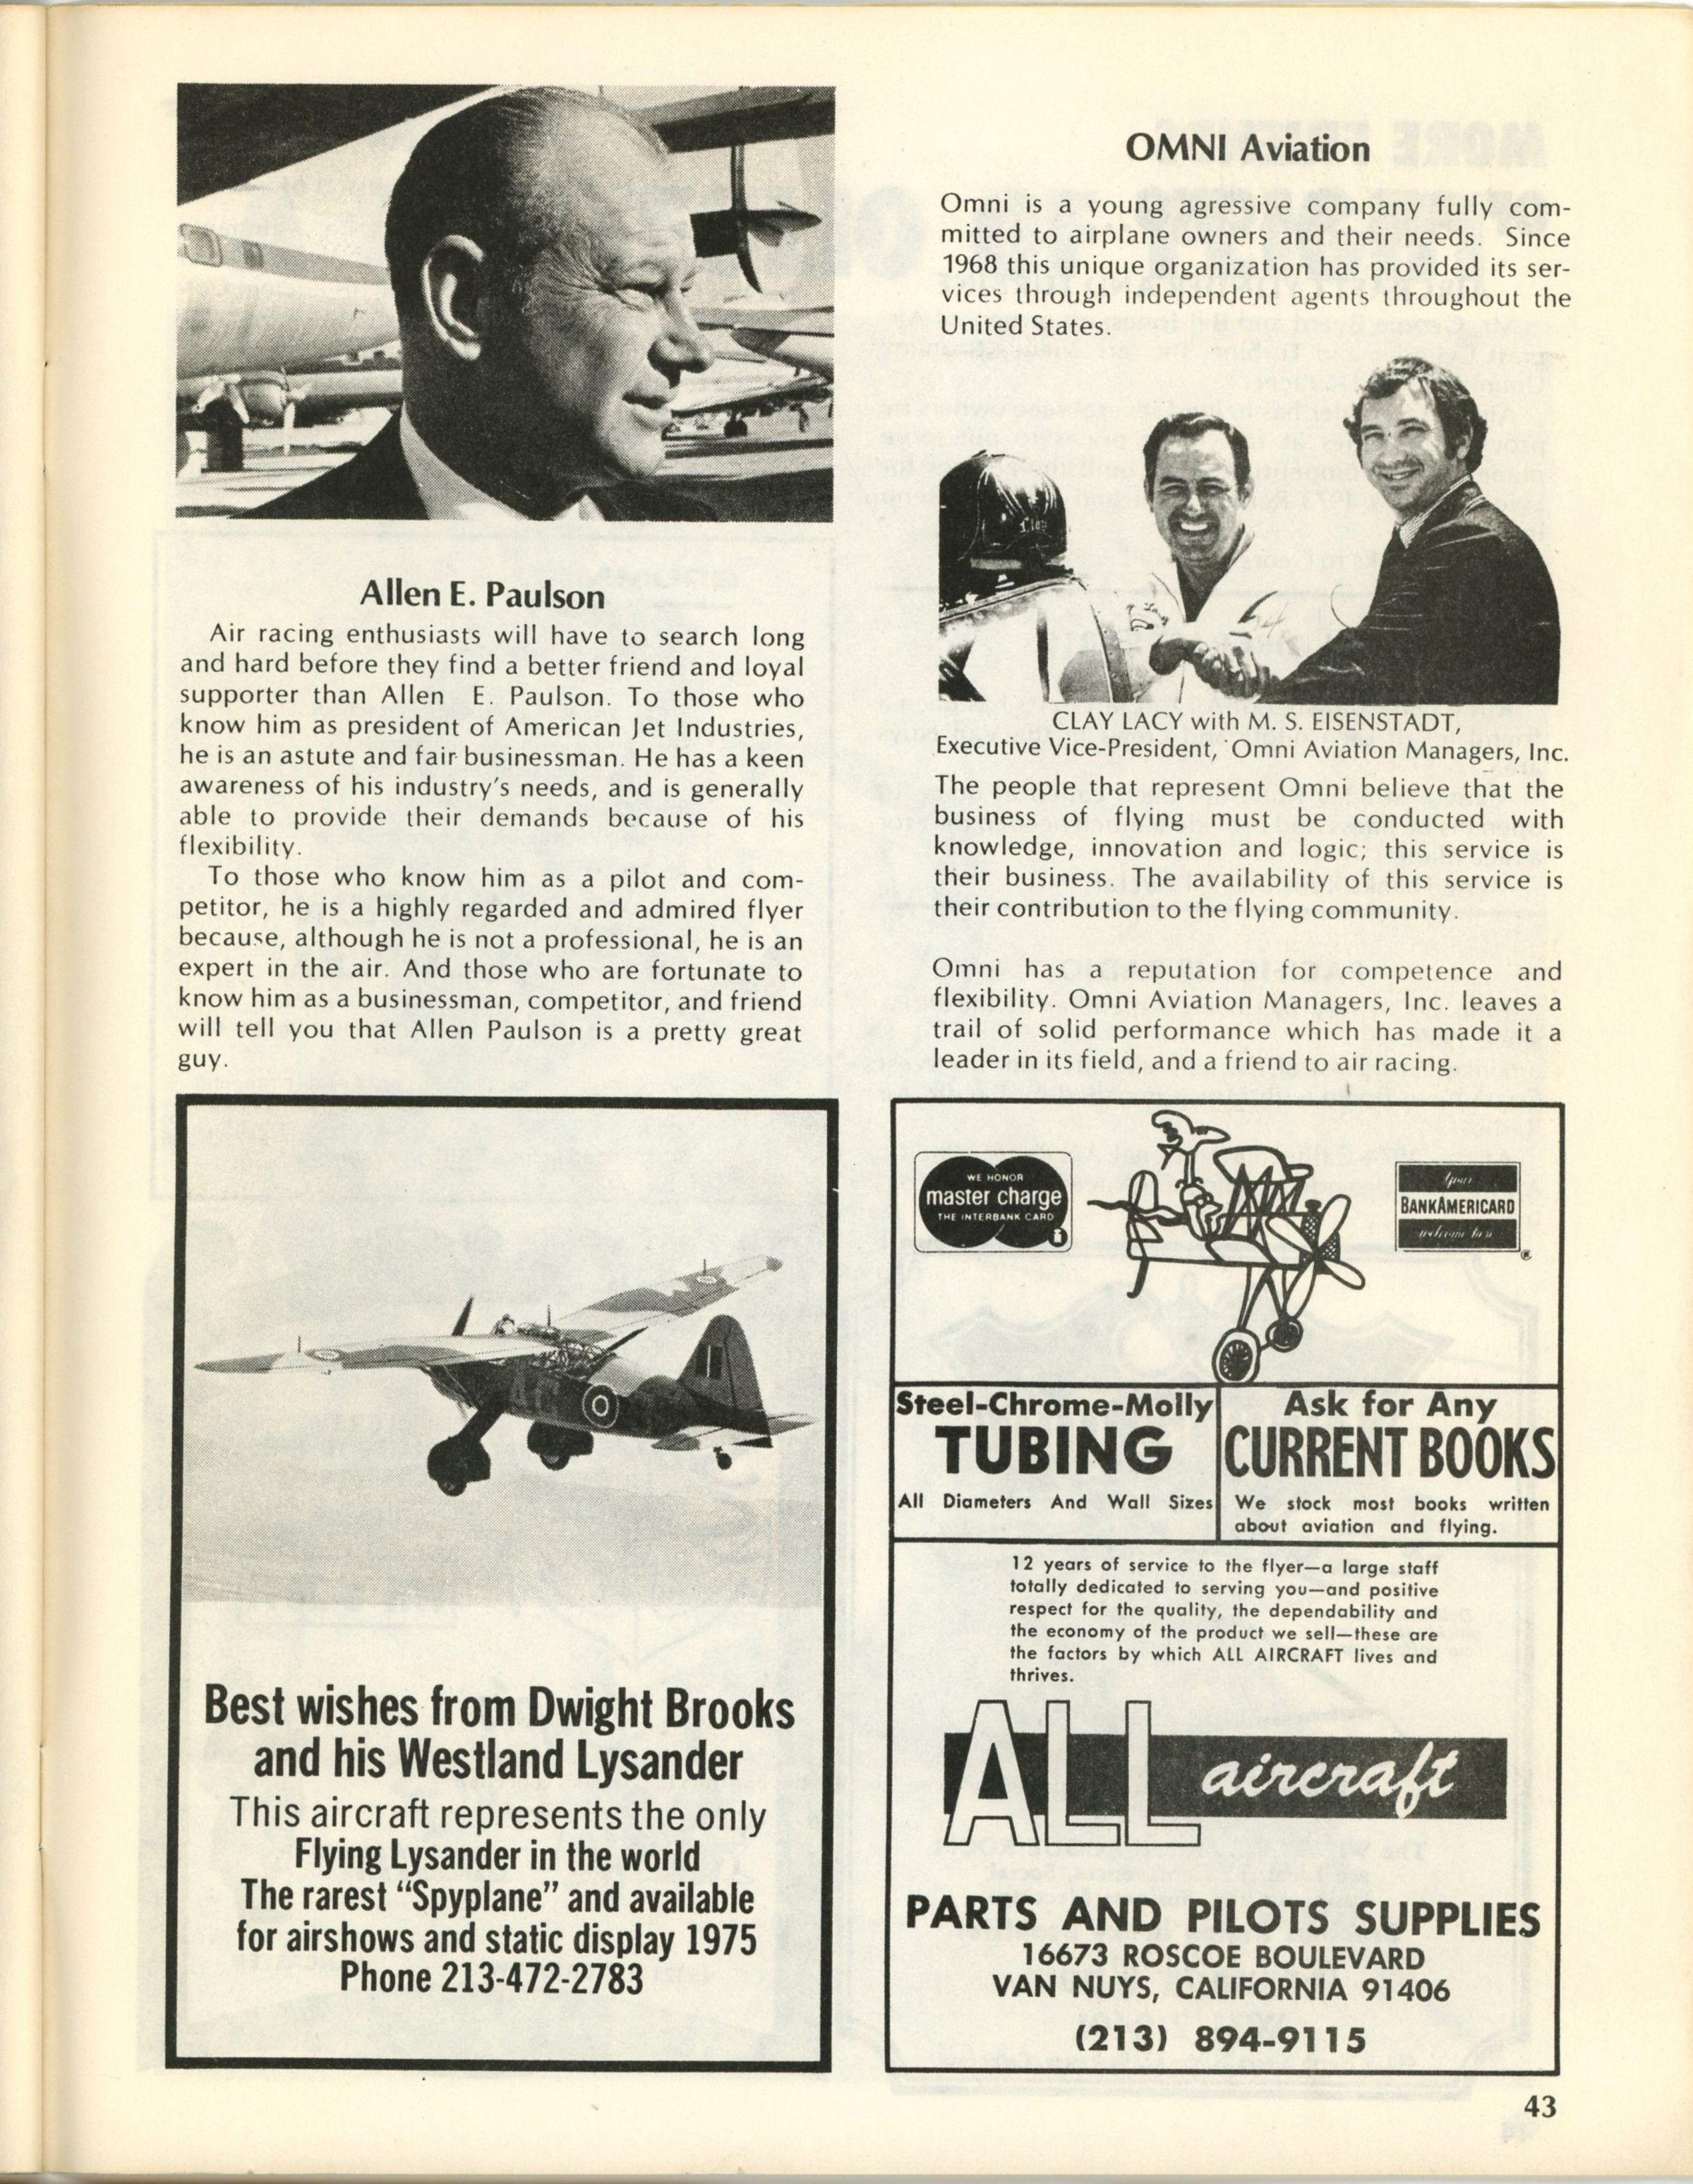 Allen E. Paulson
Air racing enthusiasts will have to search long
and hard before they find a better friend and loyal
supporter than Allen E. Paulson. To those who
know him as president of American Jet Industries,
he is an astute and fair businessman. He has a keen
awareness of his industry's needs, and is generally
able to provide their demands because of his
flexibility.
To those who know him as a pilot and com-
petitor, he is a highly regarded and admired flyer
because, although he is not a professional, he is an
expert in the air. And those who are fortunate to
know him as a businessman, competitor, and friend
will tell you that Allen Paulson is a pretty great
guy.
OMNI Aviation
Omni is a young agressive company fully com-
mitted to airplane owners and their needs. Since
1968 this unique organization has provided its ser-
vices through independent agents throughout the
United States.
CLAY LACY with M. S. EISENSTADT,
Executive Vice-President, Omni Aviation Managers, Inc.
The people that represent Omni believe that the
business of flying must be conducted with
knowledge, innovation and logic; this service is
their business. The availability of this service is
their contribution to the flying community.
Omni has a reputation for competence and
flexibility. Omni Aviation Managers, Inc. leaves a
trail of solid performance which has made it a
leader in its field, and a friend to air racing.
Best wishes from Dwight Brooks
and his Westland Lysander
This aircraft represents the only
Flying Lysander in the world
The rarest “Spyplane” and available
for airshows and static display 1975
Phone 213-472-2783
WE HONOR
master charge
THE INTERBANK CARD
i
Your
BANKAMERICARD
welcome here
®
Steel-Chrome-Molly
TUBING
All Diameters And Wall Sizes
Ask for Any
CURRENT BOOKS
We stock most books written
about aviation and flying.
12 years of service to the flyer—a large staff
totally dedicated to serving you—and positive
respect for the quality, the dependability and
the economy of the product we sell—these are
the factors by which ALL AIRCRAFT lives and
thrives.
ALL aircraft
PARTS AND PILOTS SUPPLIES
16673 ROSCOE BOULEVARD
VAN NUYS, CALIFORNIA 91406
(213) 894-9115
43